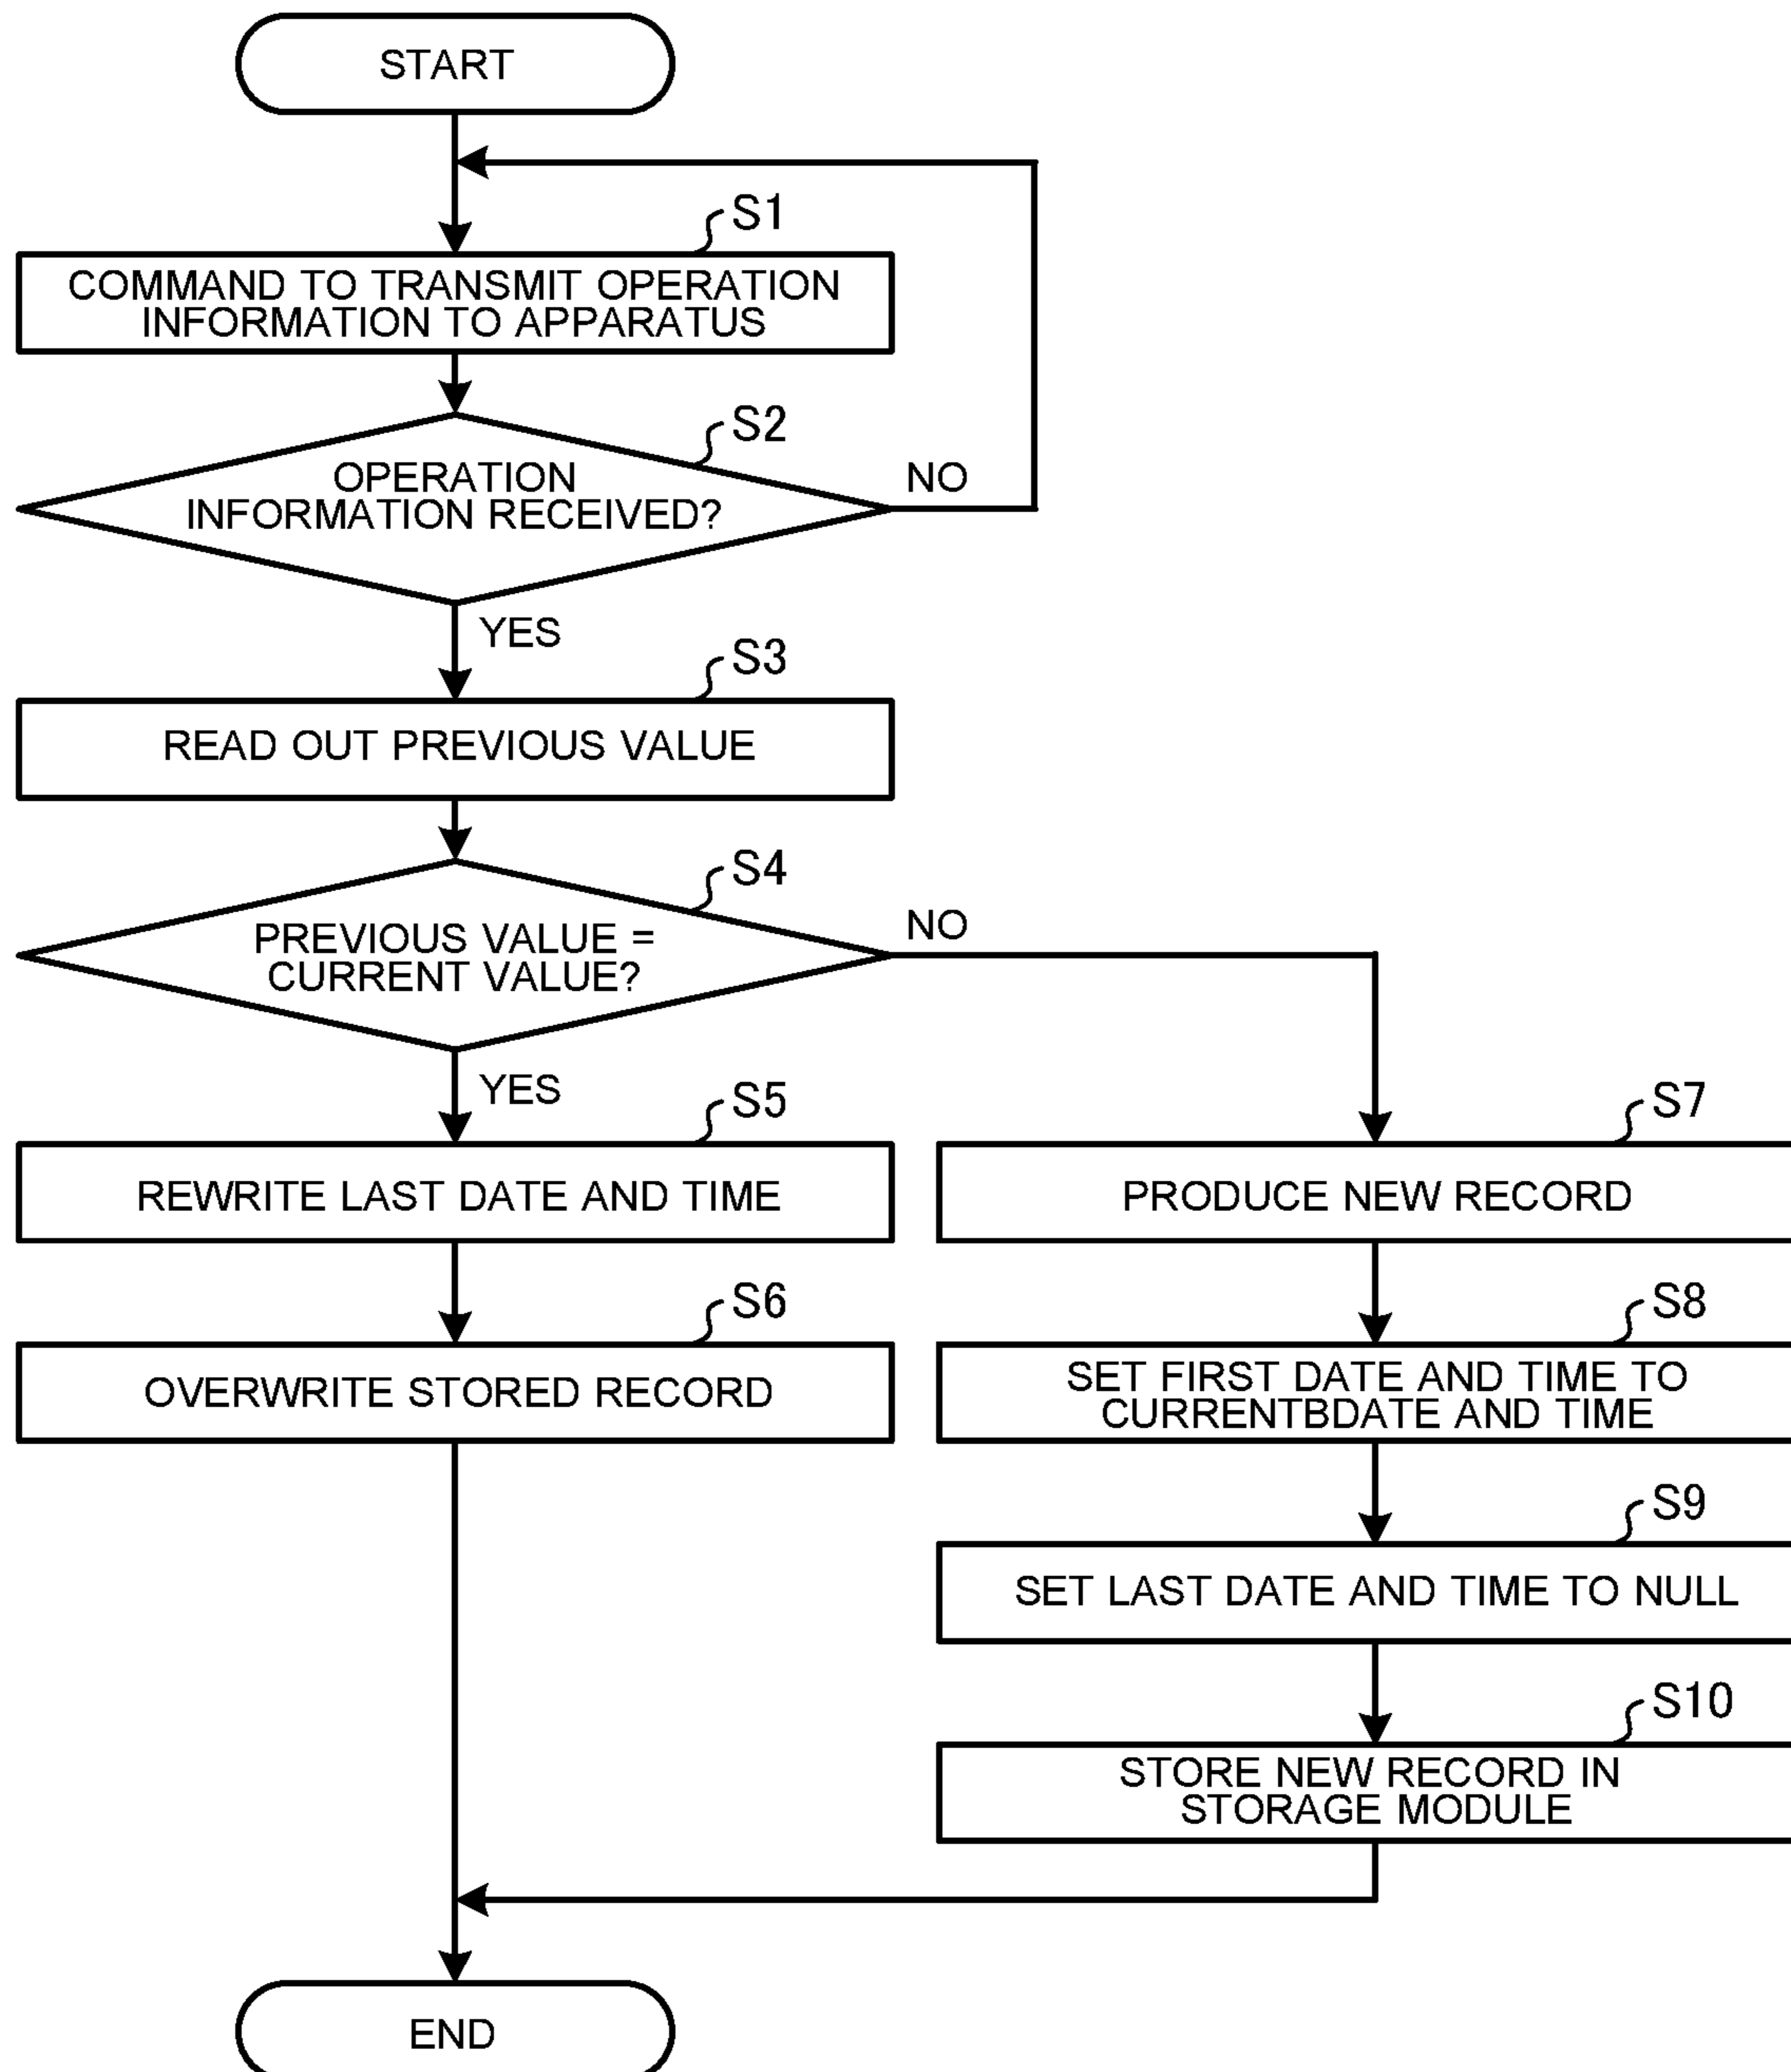 START
S1
COMMAND TO TRANSMIT OPERATION
INFORMATION TO APPARATUS
S2
OPERATION
INFORMATION RECEIVED?
NO
YES
S3
READ OUT PREVIOUS VALUE
S4
PREVIOUS VALUE =
CURRENT VALUE?
NO
YES
S5
REWRITE LAST DATE AND TIME
S6
OVERWRITE STORED RECORD
S7
PRODUCE NEW RECORD
S8
SET FIRST DATE AND TIME TO
CURRENTBDATE AND TIME
S9
SET LAST DATE AND TIME TO NULL
S10
STORE NEW RECORD IN
STORAGE MODULE
END